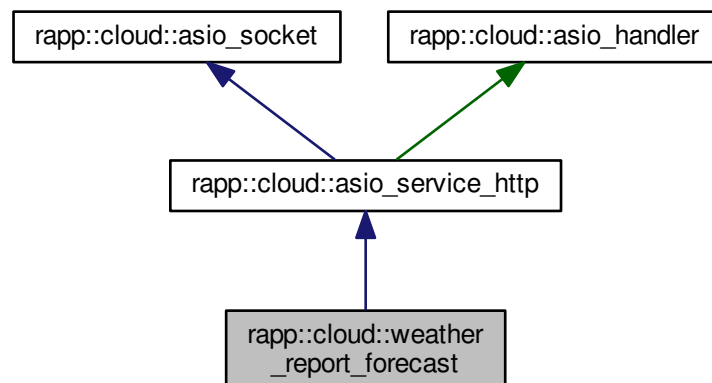 rapp::cloud::asio_socket
rapp::cloud::asio_handler
rapp::cloud::asio_service_http
rapp::cloud::weather
_report_forecast